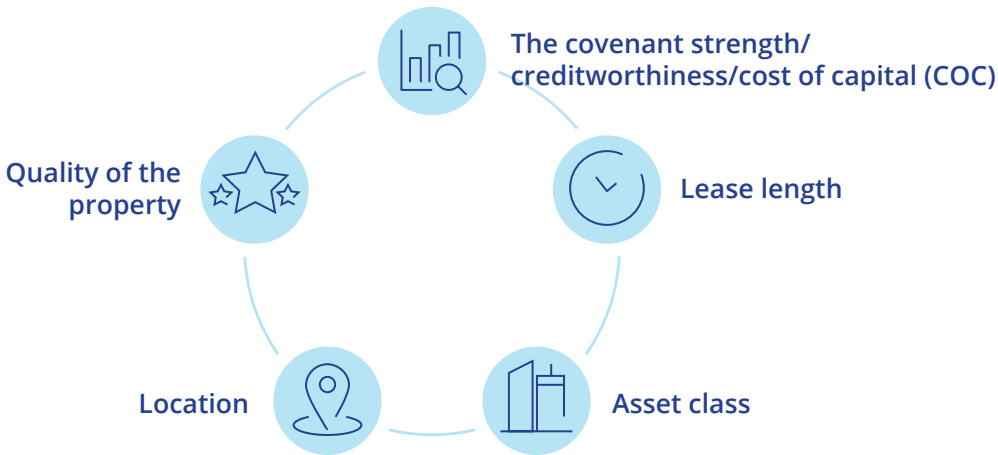 The covenant strength/
creditworthiness/cost of capital (COC)
Lease length
Asset class
Location
Quality of the
property